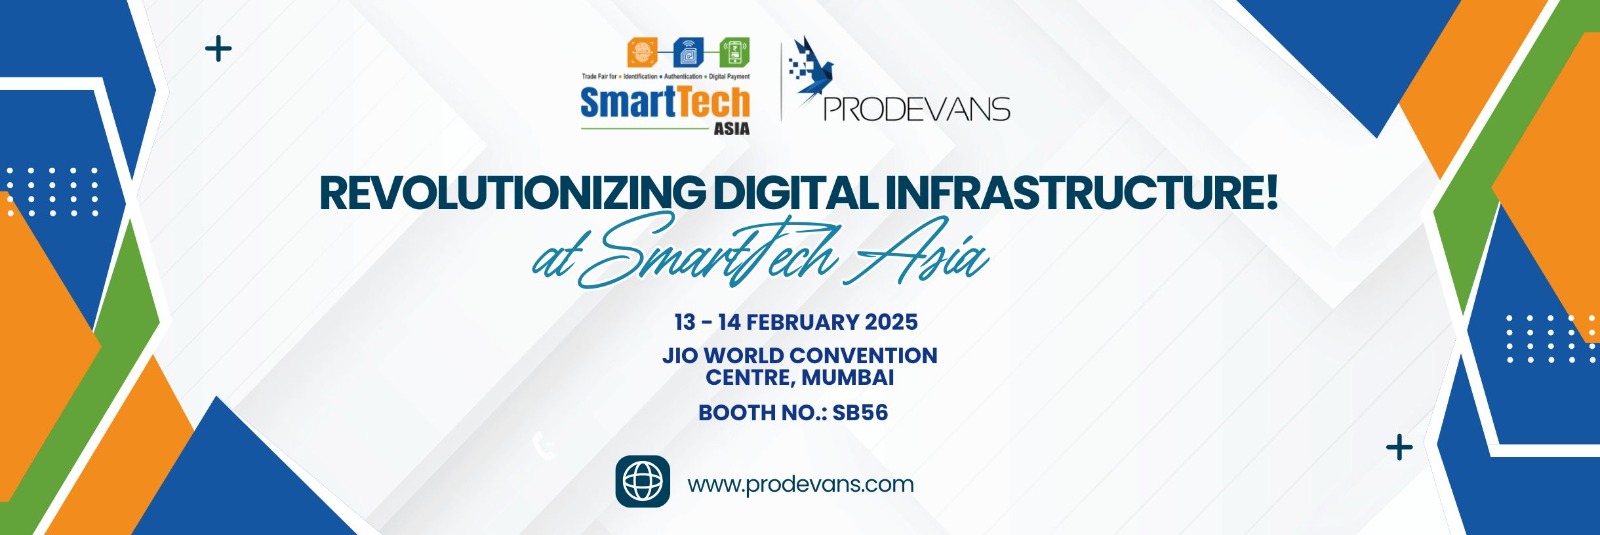 Trade Fair for • Identification • Authentication • Digital Payment
SmartTech
ASIA
PRODEVANS
REVOLUTIONIZING DIGITAL INFRASTRUCTURE!
at SmartTech Asia
13 - 14 FEBRUARY 2025
JIO WORLD CONVENTION
CENTRE, MUMBAI
BOOTH NO.: SB56
www.prodevans.com